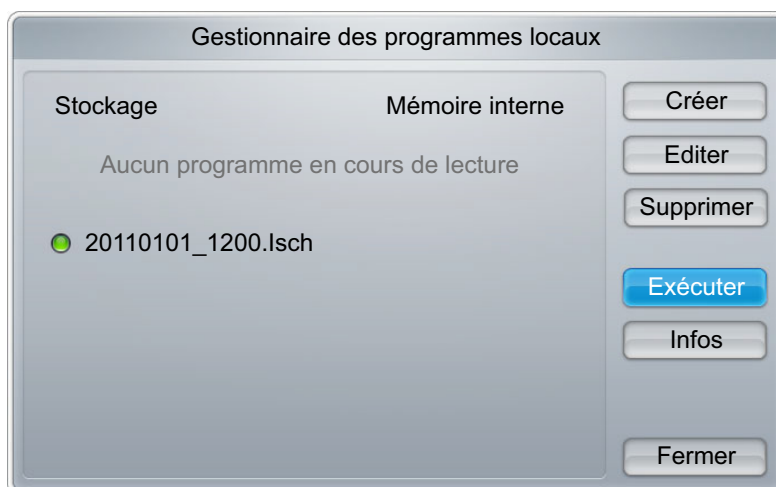 Gestionnaire des programmes locaux
Stockage Mémoire interne
Aucun programme en cours de lecture
20110101_1200.lsch
Créer
Editer
Supprimer
Exécuter
Infos
Fermer